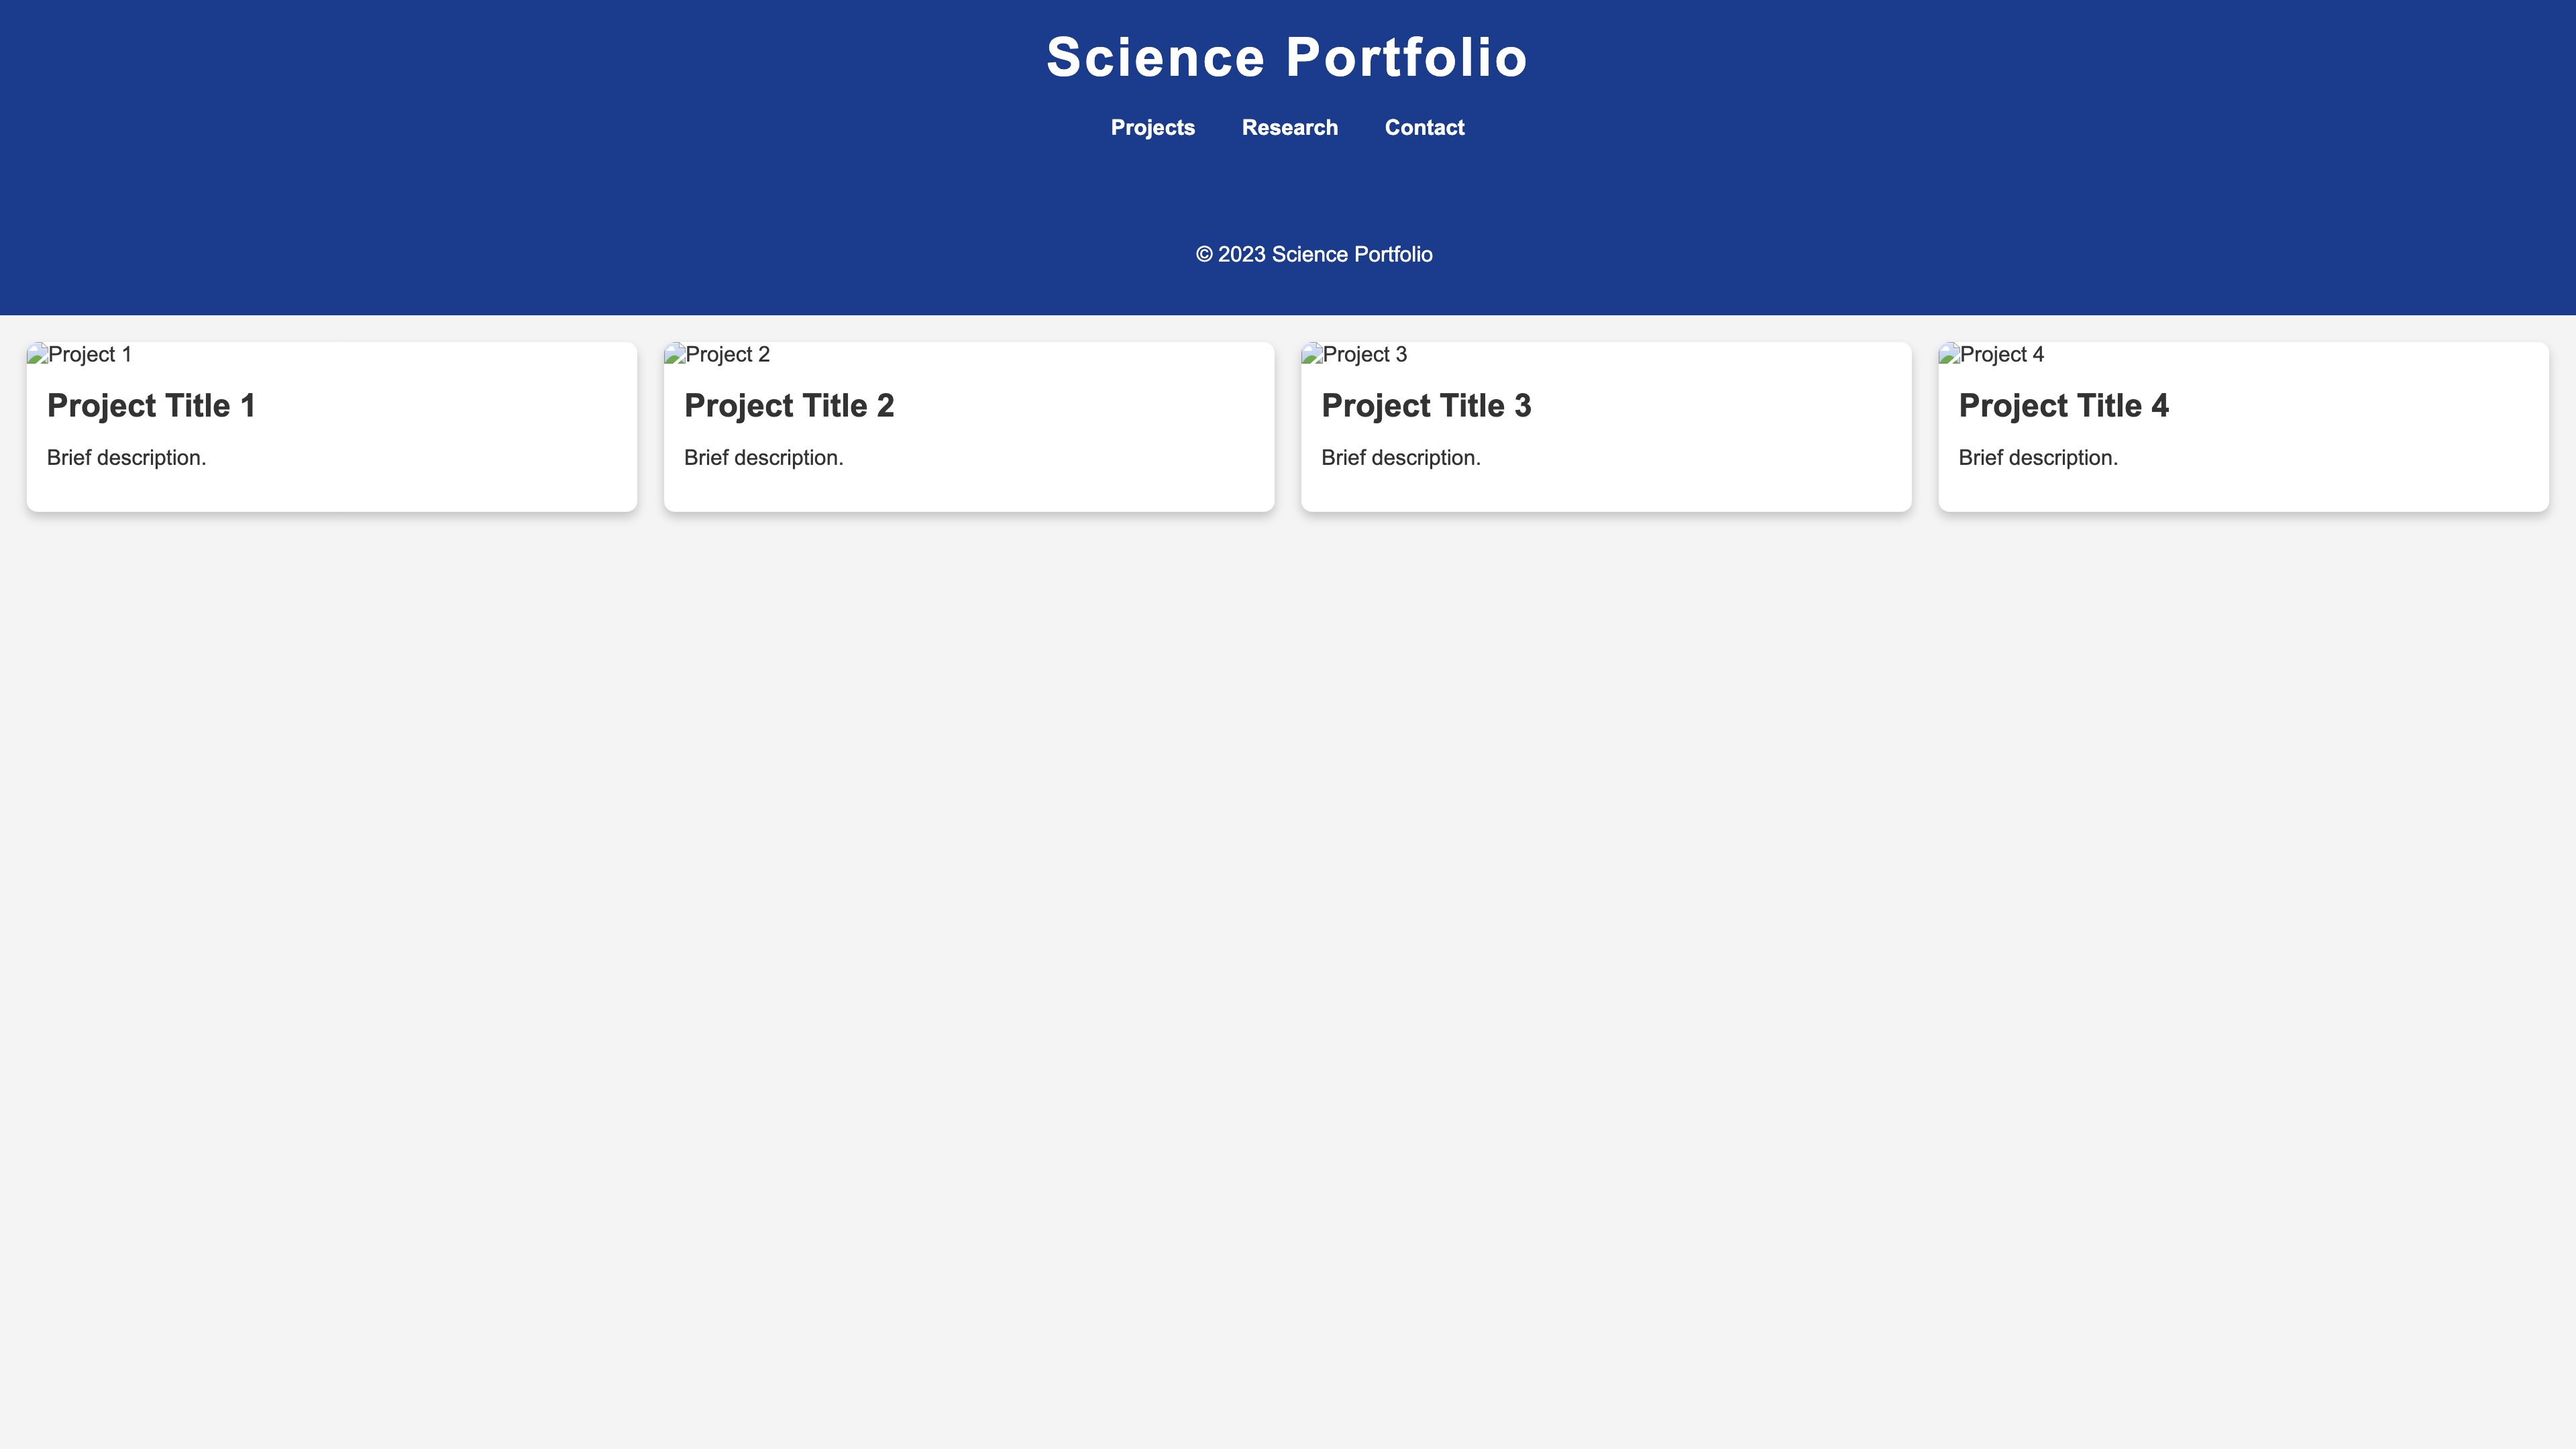 Science Portfolio
Projects Research Contact
© 2023 Science Portfolio
Project 1
Project Title 1
Brief description.
Project 2
Project Title 2
Brief description.
Project 3
Project Title 3
Brief description.
Project 4
Project Title 4
Brief description.